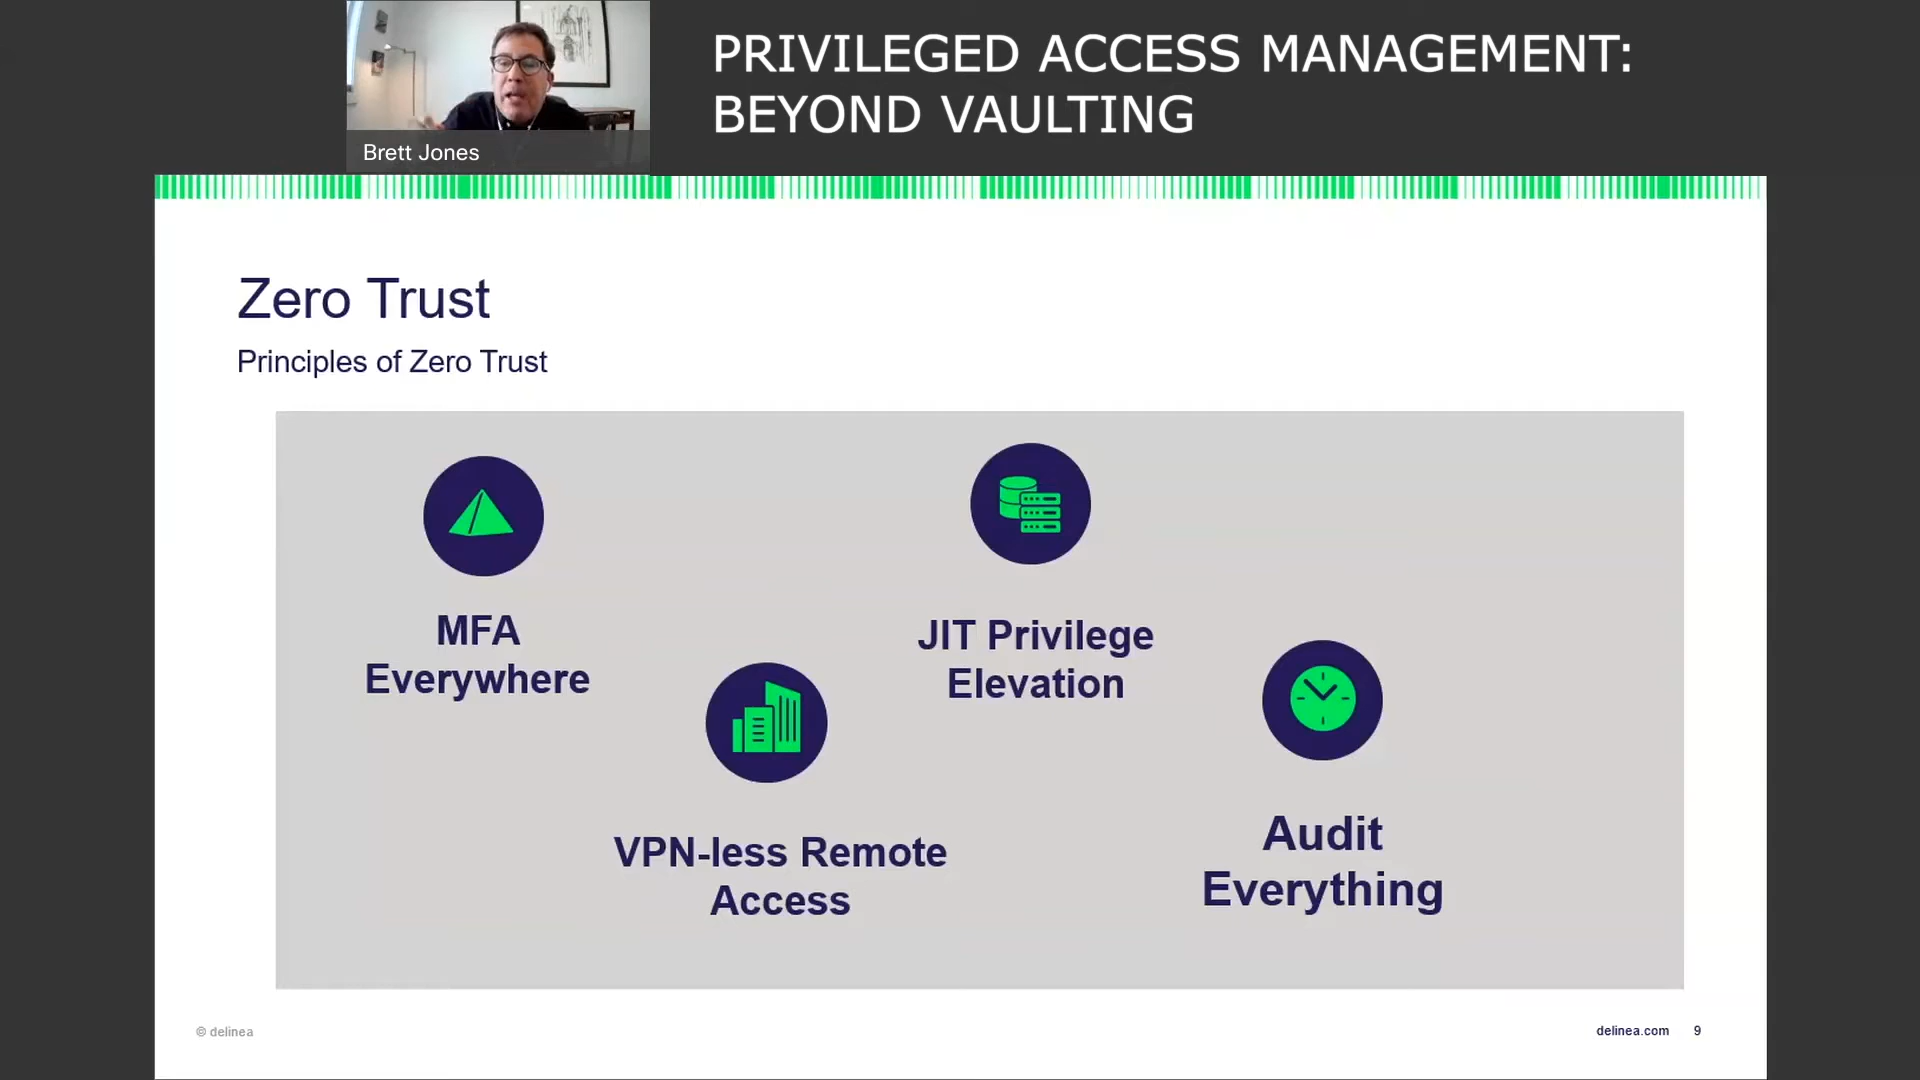 Brett Jones
PRIVILEGED ACCESS MANAGEMENT:
BEYOND VAULTING
Zero Trust
Principles of Zero Trust
MFA
Everywhere
VPN-less Remote
Access
JIT Privilege
Elevation
Audit
Everything
© delinea
delinea.com 9